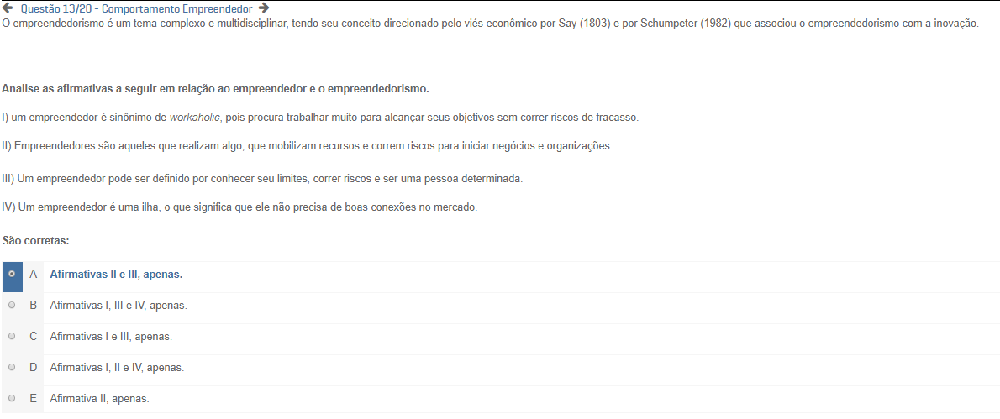 Questão 13/20 - Comportamento Empreendedor
O empreendedorismo é um tema complexo e multidisciplinar, tendo seu conceito direcionado pelo viés econômico por Say (1803) e por Schumpeter (1982) que associou o empreendedorismo com a inovação.
Analise as afirmativas a seguir em relação ao empreendedor e o empreendedorismo.
I) um empreendedor é sinônimo de workaholic, pois procura trabalhar muito para alcançar seus objetivos sem correr riscos de fracasso.
II) Empreendedores são aqueles que realizam algo, que mobilizam recursos e correm riscos para iniciar negócios e organizações.
III) Um empreendedor pode ser definido por conhecer seu limites, correr riscos e ser uma pessoa determinada.
IV) Um empreendedor é uma ilha, o que significa que ele não precisa de boas conexões no mercado.
São corretas:
A Afirmativas II e III, apenas.
B Afirmativas I, III e IV, apenas.
C Afirmativas I e III, apenas.
D Afirmativas I, II e IV, apenas.
E Afirmativa II, apenas.